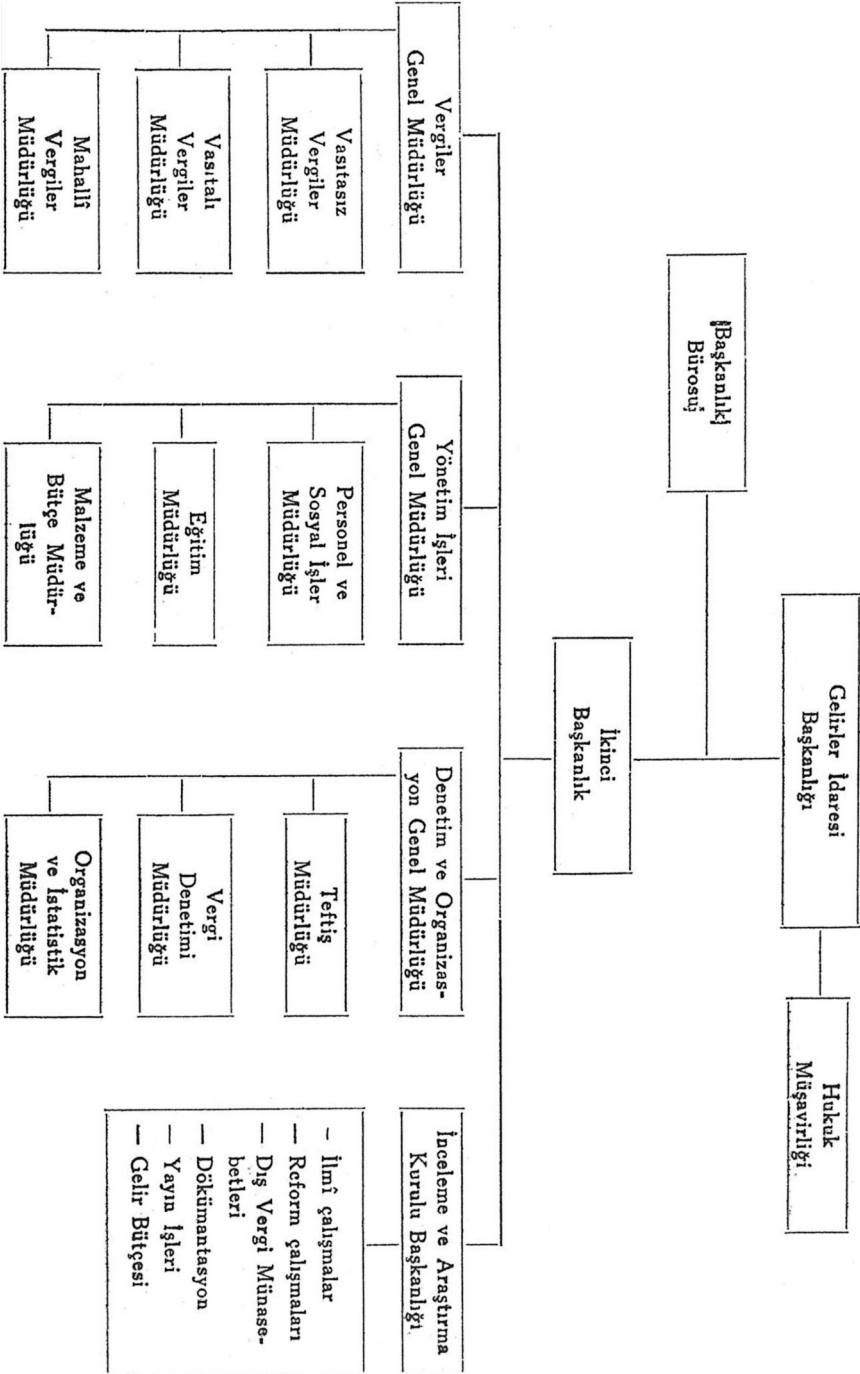 Gelirler İdaresi
Başkanlığı
Hukuk
Müşavirliği
Başkanlık
Bürosu
İkinci
Başkanlık
Vergiler
Genel Müdürlüğü
Vasıtasız
Vergiler
Müdürlüğü
Vasıtalı
Vergiler
Müdürlüğü
Mahallî
Vergiler
Müdürlüğü
Yönetim İşleri
Genel Müdürlüğü
Personel ve
Sosyal İşler
Müdürlüğü
Eğitim
Müdürlüğü
Malzeme ve
Bütçe Müdür-
lüğü
Denetim ve Organizas-
yon Genel Müdürlüğü
Teftiş
Müdürlüğü
Vergi
Denetimi
Müdürlüğü
Organizasyon
ve İstatistik
Müdürlüğü
İnceleme ve Araştırma
Kurulu Başkanlığı
— İlmî çalışmalar
— Reform çalışmaları
— Dış Vergi Münase-
betleri
— Dökümantasyon
— Yayın İşleri
— Gelir Bütçesi